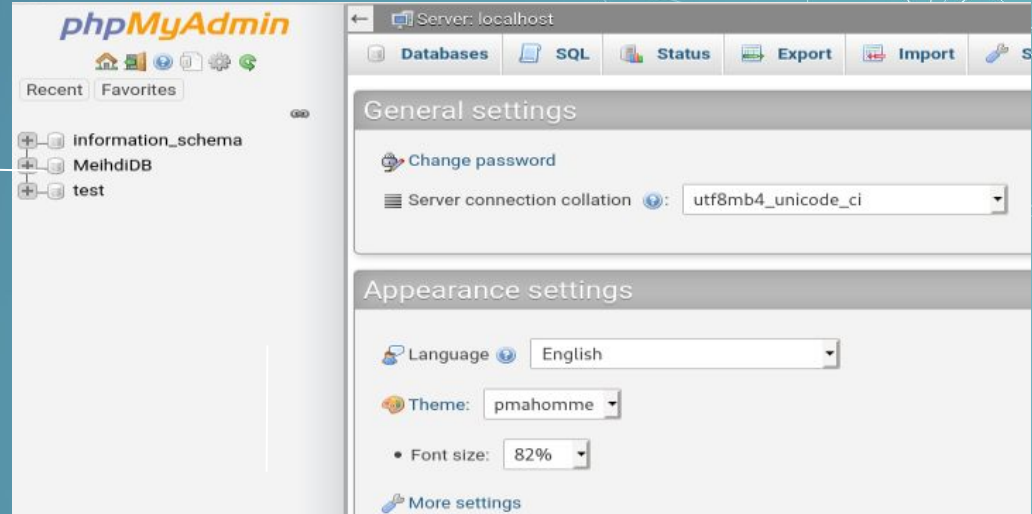 phpMyAdmin
Recent Favorites
information_schema
MeihdiDB
test
Server: localhost
Databases SQL Status Export Import S
General settings
Change password
Server connection collation : utf8mb4_unicode_ci
Appearance settings
Language English
Theme: pmahomme
• Font size: 82%
More settings